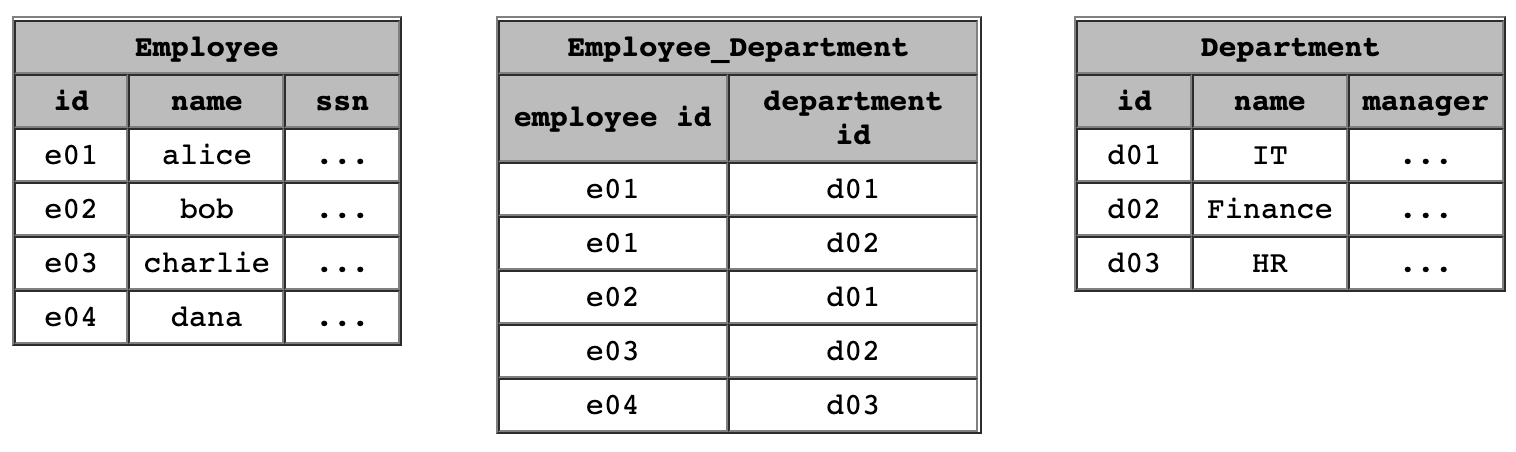 Employee
id name ssn
e01 alice ...
e02 bob ...
e03 charlie ...
e04 dana ...
Employee_Department
employee id department
id
e01 d01
e01 d02
e02 d01
e03 d02
e04 d03
Department
id name manager
d01 IT ...
d02 Finance ...
d03 HR ...